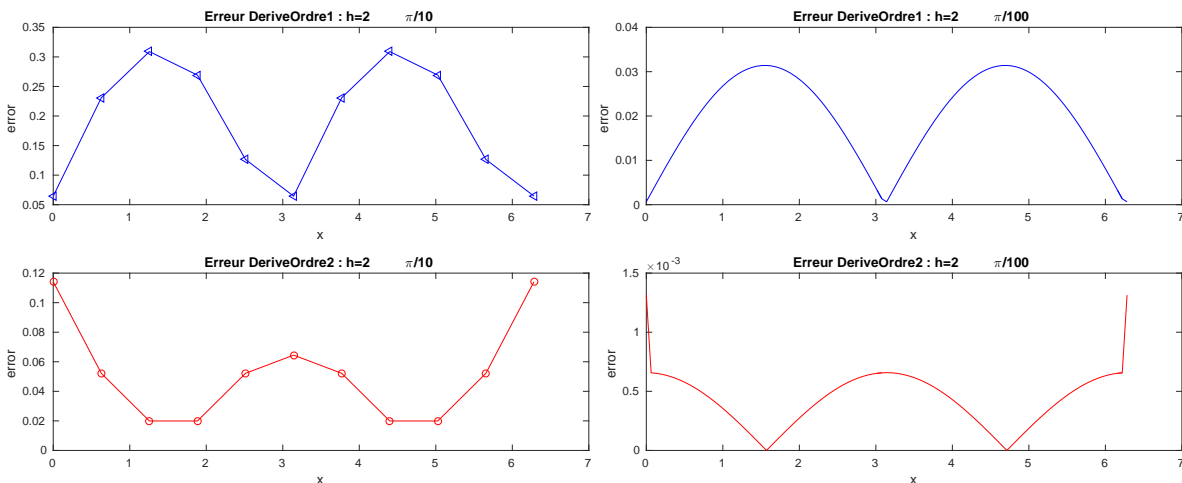 Erreur DeriveOrdre1 : h=2 π/10
0.35
0.3
0.25
0.2
0.15
0.1
0.05
error
0 1 2 3 4 5 6 7
x
Erreur DeriveOrdre1 : h=2 π/100
0.04
0.03
0.02
0.01
0
error
0 1 2 3 4 5 6 7
x
Erreur DeriveOrdre2 : h=2 π/10
0.12
0.1
0.08
0.06
0.04
0.02
0
error
0 1 2 3 4 5 6 7
x
Erreur DeriveOrdre2 : h=2 π/100
×10-3
1.5
1
0.5
0
error
0 1 2 3 4 5 6 7
x